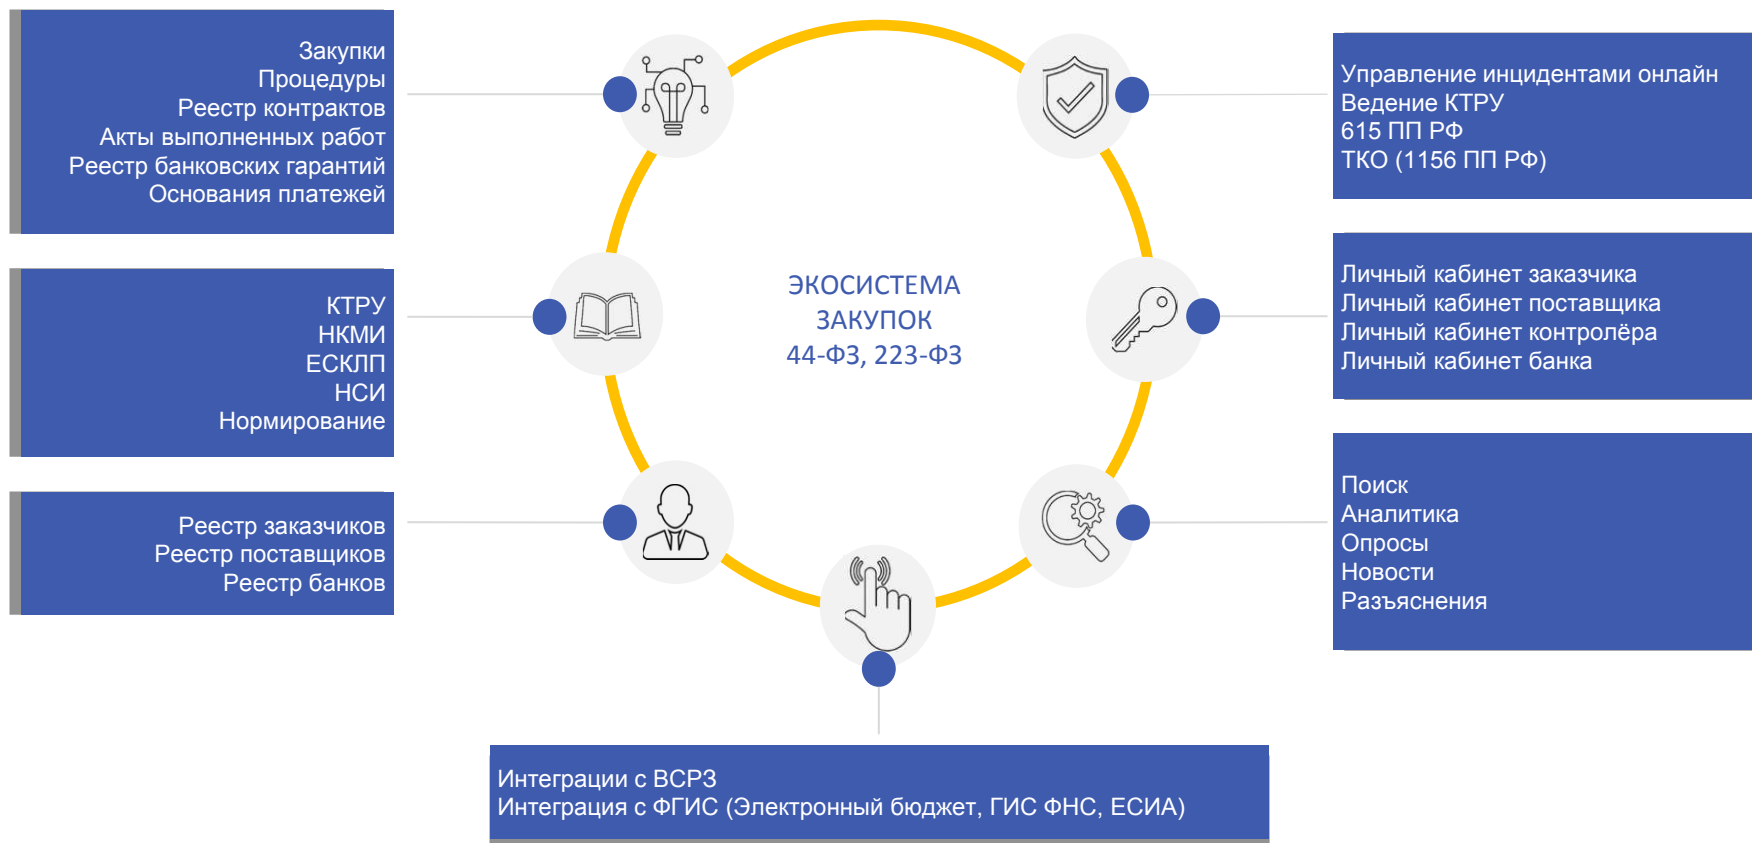 Закупки
Процедуры
Реестр контрактов
Акты выполненных работ
Реестр банковских гарантий
Основания платежей
КТРУ
НКМИ
ЕСКЛП
НСИ
Нормирование
Реестр заказчиков
Реестр поставщиков
Реестр банков
ЭКОСИСТЕМА
ЗАКУПОК
44-ФЗ, 223-ФЗ
Управление инцидентами онлайн
Ведение КТРУ
615 ПП РФ
ТКО (1156 ПП РФ)
Личный кабинет заказчика
Личный кабинет поставщика
Личный кабинет контролёра
Личный кабинет банка
Поиск
Аналитика
Опросы
Новости
Разъяснения
Интеграции с ВСРЗ
Интеграция с ФГИС (Электронный бюджет, ГИС ФНС, ЕСИА)